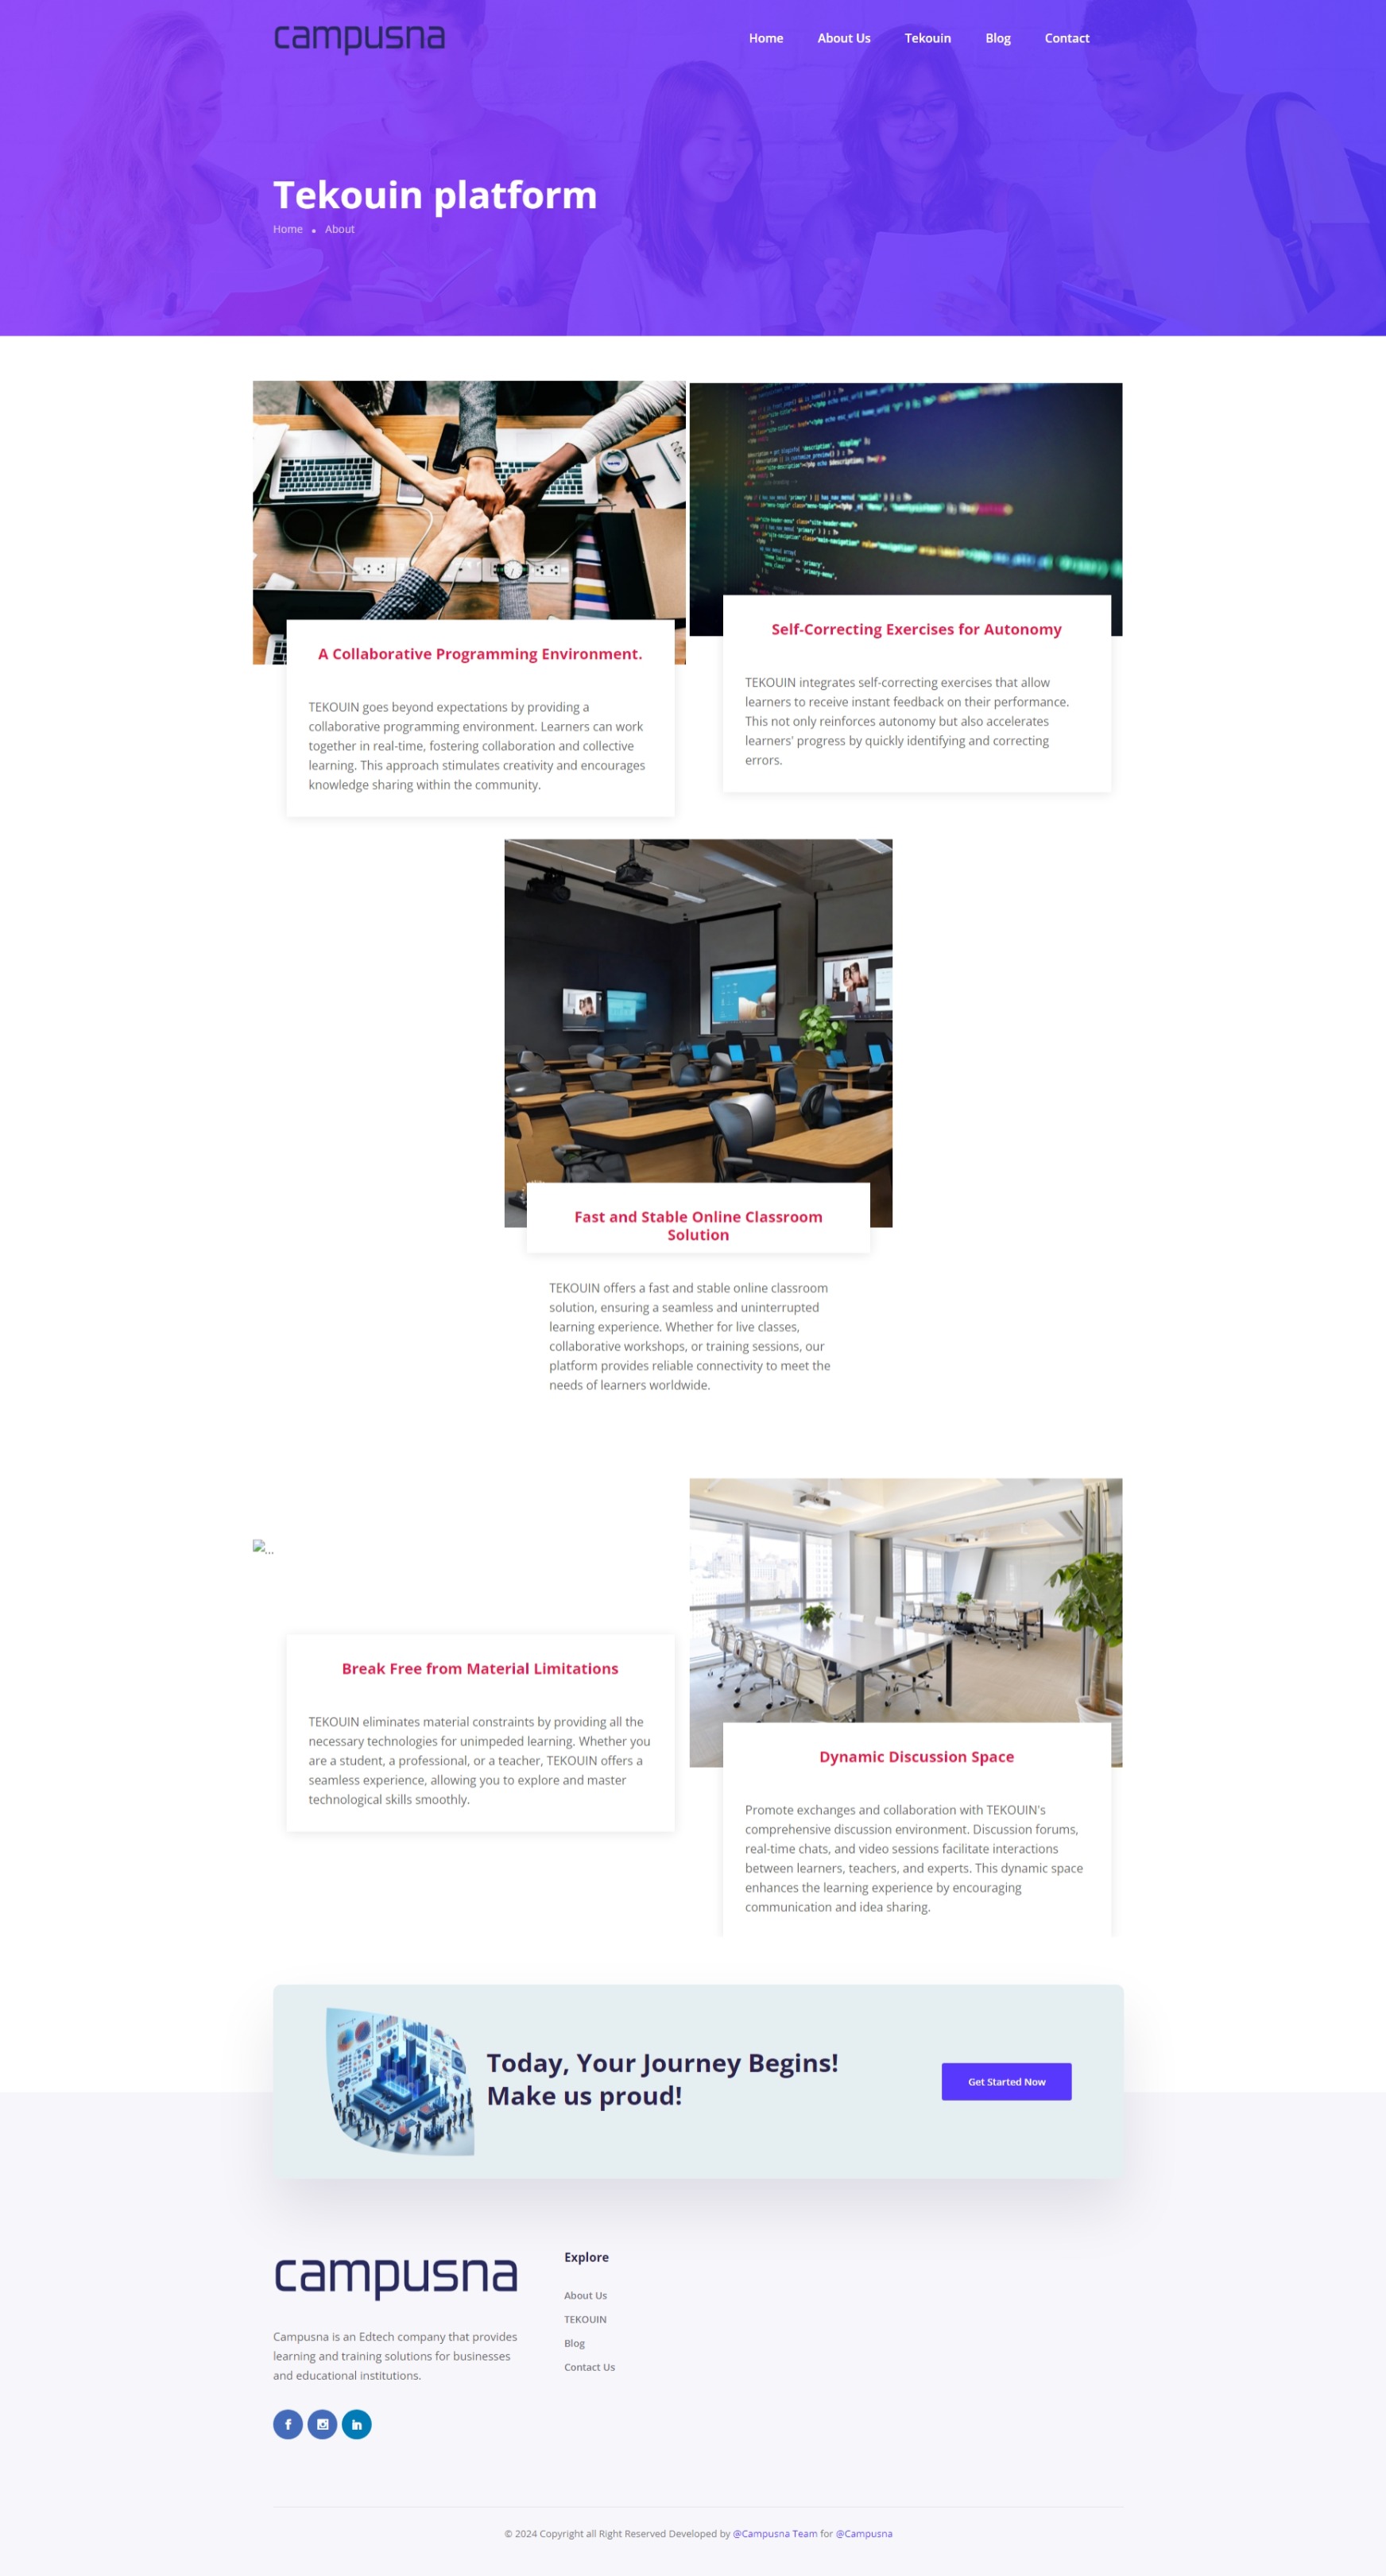 campusna
Home
About Us
Tekouin
Blog
Contact
Tekouin platform
Home
About
A Collaborative Programming Environment.
TEKOUIN goes beyond expectations by providing a
collaborative programming environment. Learners can work
together in real-time, fostering collaboration and collective
learning. This approach stimulates creativity and encourages
knowledge sharing within the community.
Self-Correcting Exercises for Autonomy
TEKOUIN integrates self-correcting exercises that allow
learners to receive instant feedback on their performance.
This not only reinforces autonomy but also accelerates
learners' progress by quickly identifying and correcting
errors.
Fast and Stable Online Classroom
Solution
TEKOUIN offers a fast and stable online classroom
solution, ensuring a seamless and uninterrupted
learning experience. Whether for live classes,
collaborative workshops, or training sessions, our
platform provides reliable connectivity to meet the
needs of learners worldwide.
...
Break Free from Material Limitations
TEKOUIN eliminates material constraints by providing all the
necessary technologies for unimpeded learning. Whether you
are a student, a professional, or a teacher, TEKOUIN offers a
seamless experience, allowing you to explore and master
technological skills smoothly.
Dynamic Discussion Space
Promote exchanges and collaboration with TEKOUIN's
comprehensive discussion environment. Discussion forums,
real-time chats, and video sessions facilitate interactions
between learners, teachers, and experts. This dynamic space
enhances the learning experience by encouraging
communication and idea sharing.
Today, Your Journey Begins!
Make us proud!
Get Started Now
campusna
Campusna is an Edtech company that provides
learning and training solutions for businesses
and educational institutions.
Explore
About Us
TEKOUIN
Blog
Contact Us
© 2024 Copyright all Right Reserved Developed by @Campusna Team for @Campusna